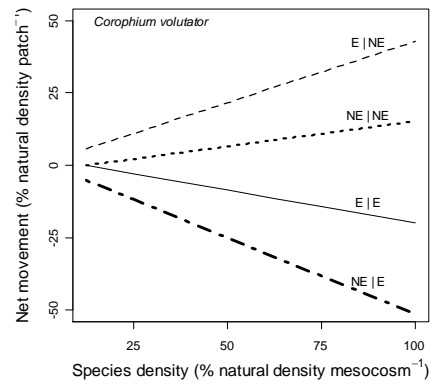 Corophium volutator
Net movement (% natural density patch⁻¹)
50
25
0
-25
-50
E | NE
NE | NE
E | E
NE | E
25 50 75 100
Species density (% natural density mesocosm⁻¹)